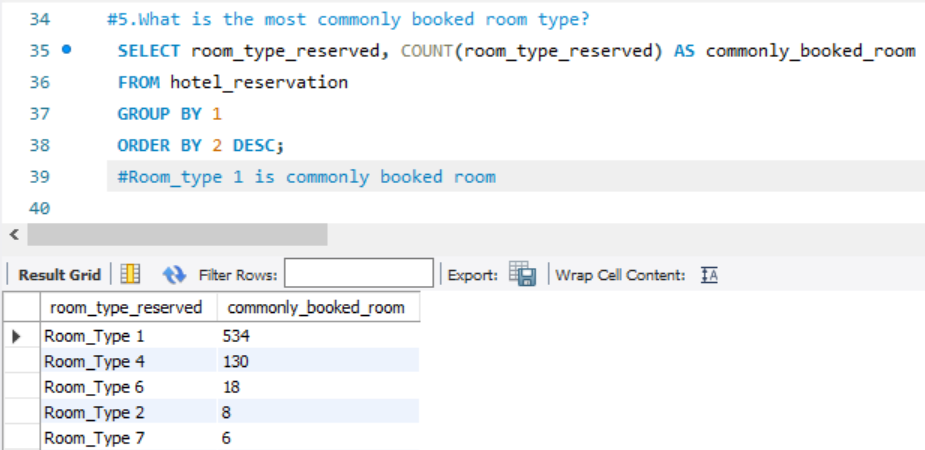 34 #5.What is the most commonly booked room type?
35 SELECT room_type_reserved, COUNT(room_type_reserved) AS commonly_booked_room
36 FROM hotel_reservation
37 GROUP BY 1
38 ORDER BY 2 DESC;
39 #Room_type 1 is commonly booked room
40
Result Grid Filter Rows: Export: Wrap Cell Content: IA
room_type_reserved commonly_booked_room
Room_Type 1 534
Room_Type 4 130
Room_Type 6 18
Room_Type 2 8
Room_Type 7 6